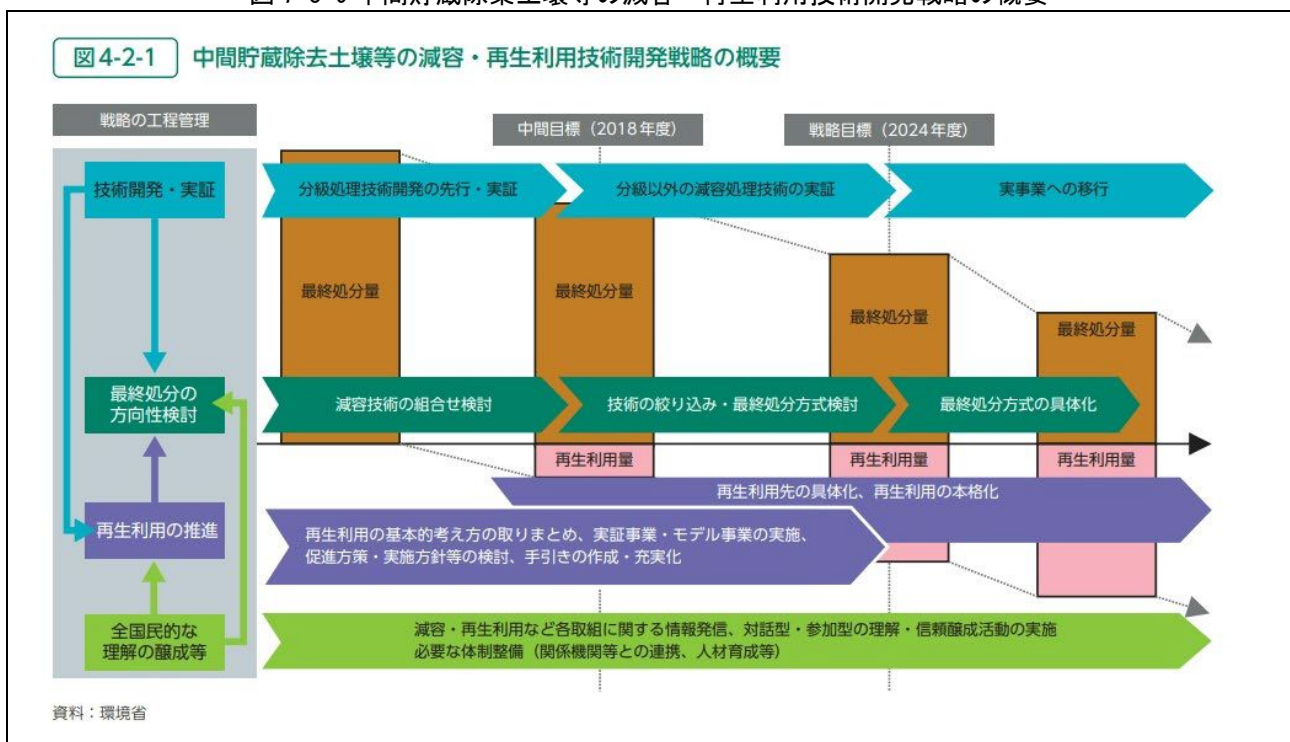 図4-2-1 中間貯蔵除去土壌等の減容・再生利用技術開発戦略の概要
戦略の工程管理
中間目標(2018年度)
戦略目標(2024年度)
技術開発・実証
分級処理技術開発の先行・実証
分級以外の減容処理技術の実証
実事業への移行
最終処分量
最終処分量
最終処分量
最終処分量
最終処分の
方向性検討
減容技術の組合せ検討
技術の絞り込み・最終処分方式検討
最終処分方式の具体化
再生利用量
再生利用量
再生利用量
再生利用先の具体化、再生利用の本格化
再生利用の推進
再生利用の基本的考え方の取りまとめ、実証事業・モデル事業の実施、
促進方策・実施方針等の検討、手引きの作成・充実化
全国民的な
理解の醸成等
減容・再生利用など各取組に関する情報発信、対話型・参加型の理解・信頼醸成活動の実施
必要な体制整備(関係機関等との連携、人材育成等)
資料:環境省